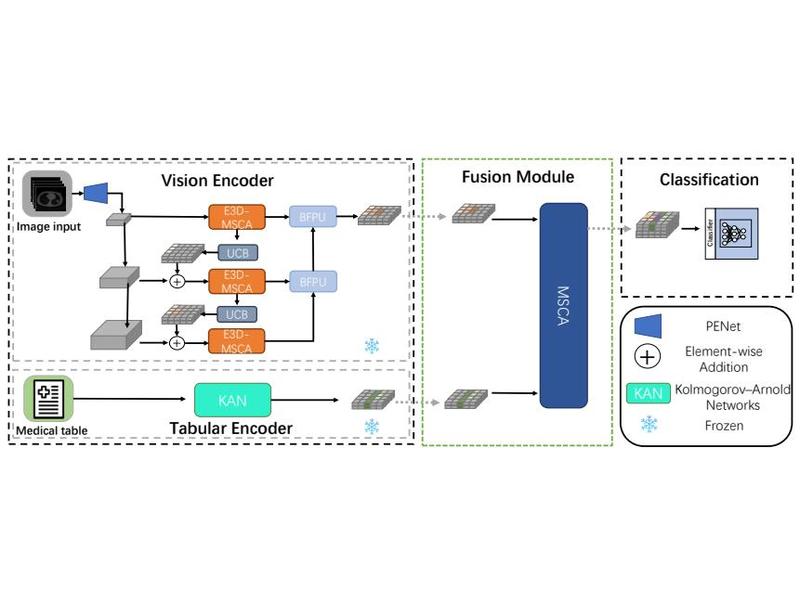 Vision Encoder
Image input
E3D-
MSCA
BFPU
UCB
E3D-
MSCA
BFPU
UCB
E3D-
MSCA
Medical table
KAN
Tabular Encoder
Fusion Module
MSCA
Classification
Classifier
PENet
Element-wise
Addition
KAN
Kolmogorov–Arnold
Networks
Frozen